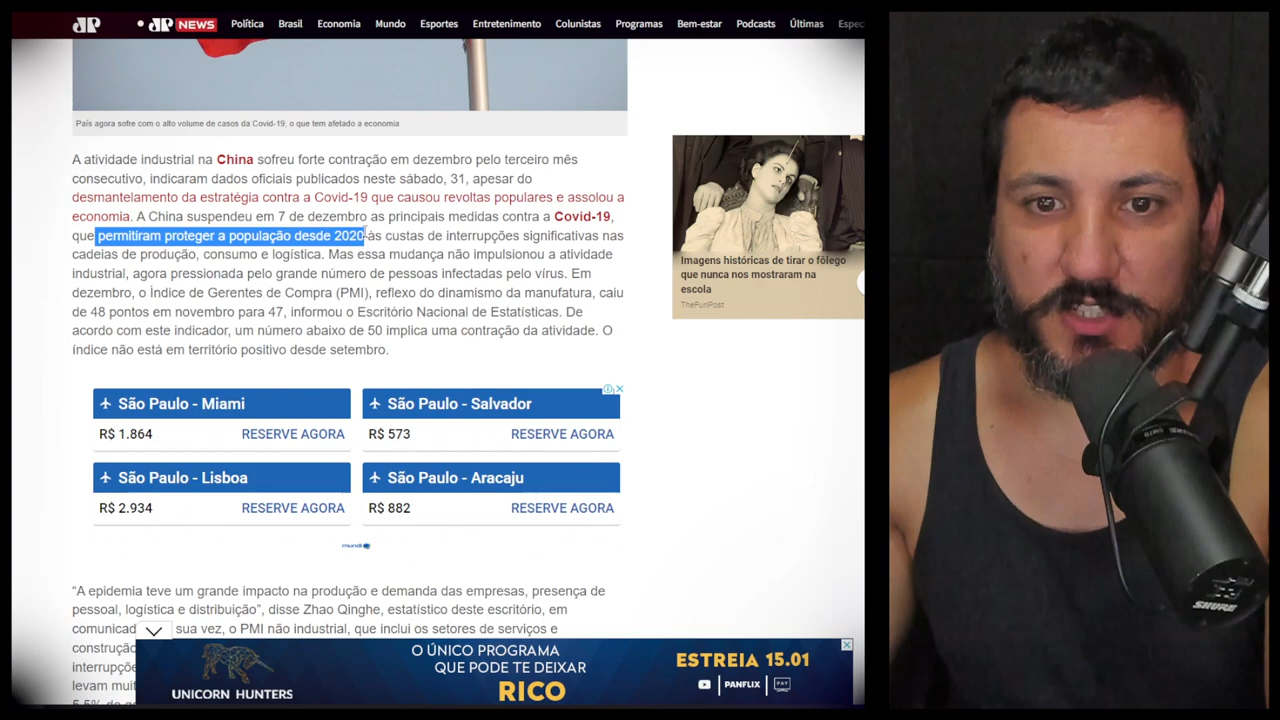 JP
JP NEWS
Política
Brasil
Economia
Mundo
Esportes
Entretenimento
Colunistas
Programas
Bem-estar
Podcasts
Últimas
Espec
País agora sofre com o alto volume de casos da Covid-19, o que tem afetado a economia
A atividade industrial na China sofreu forte contração em dezembro pelo terceiro mês
consecutivo, indicaram dados oficiais publicados neste sábado, 31, apesar do
desmantelamento da estratégia contra a Covid-19 que causou revoltas populares e assolou a
economia. A China suspendeu em 7 de dezembro as principais medidas contra a Covid-19,
que permitiram proteger a população desde 2020 às custas de interrupções significativas nas
cadeias de produção, consumo e logística. Mas essa mudança não impulsionou a atividade
industrial, agora pressionada pelo grande número de pessoas infectadas pelo vírus. Em
dezembro, o Índice de Gerentes de Compra (PMI), reflexo do dinamismo da manufatura, caiu
de 48 pontos em novembro para 47, informou o Escritório Nacional de Estatísticas. De
acordo com este indicador, um número abaixo de 50 implica uma contração da atividade. O
índice não está em território positivo desde setembro.
Imagens históricas de tirar o fôlego
que nunca nos mostraram na
escola
TheFunPost
São Paulo - Miami
R$ 1.864 RESERVE AGORA
São Paulo - Salvador
R$ 573 RESERVE AGORA
São Paulo - Lisboa
R$ 2.934 RESERVE AGORA
São Paulo - Aracaju
R$ 882 RESERVE AGORA
mundi
“A epidemia teve um grande impacto na produção e demanda das empresas, presença de
pessoal, logística e distribuição”, disse Zhao Qinghe, estatístico deste escritório, em
comunicad sua vez, o PMI não industrial, que inclui os setores de serviços e
construção
interrupçõe
levam muit
UNICORN HUNTERS
O ÚNICO PROGRAMA
QUE PODE TE DEIXAR
RICO
ESTREIA 15.01
PANFLIX
SHURE